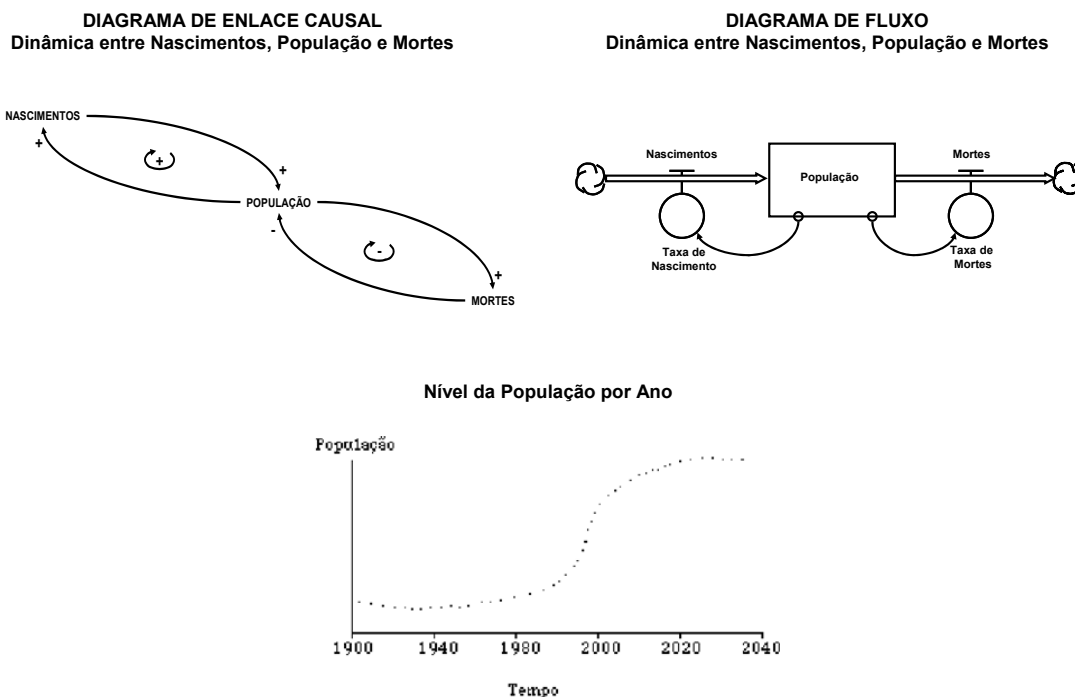 DIAGRAMA DE ENLACE CAUSAL
Dinâmica entre Nascimentos, População e Mortes
NASCIMENTOS
+
+
+
POPULAÇÃO
-
-
+
MORTES
DIAGRAMA DE FLUXO
Dinâmica entre Nascimentos, População e Mortes
Nascimentos
Mortes
População
Taxa de
Nascimento
Taxa de
Mortes
Nível da População por Ano
População
1900 1940 1980 2000 2020 2040
Tempo